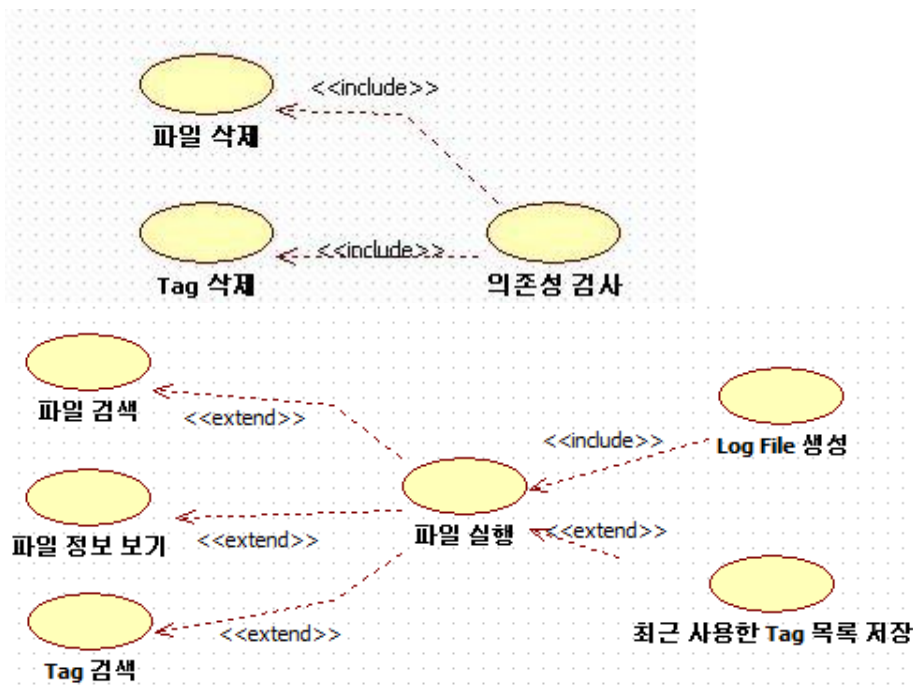 <<include>>
파일 삭제
<<include>>
Tag 삭제
의존성 검사
파일 검색
<<extend>>
<<include>>
Log File 생성
파일 정보 보기
<<extend>>
파일 실행
<<extend>>
<<extend>>
최근 사용한 Tag 목록 저장
Tag 검색